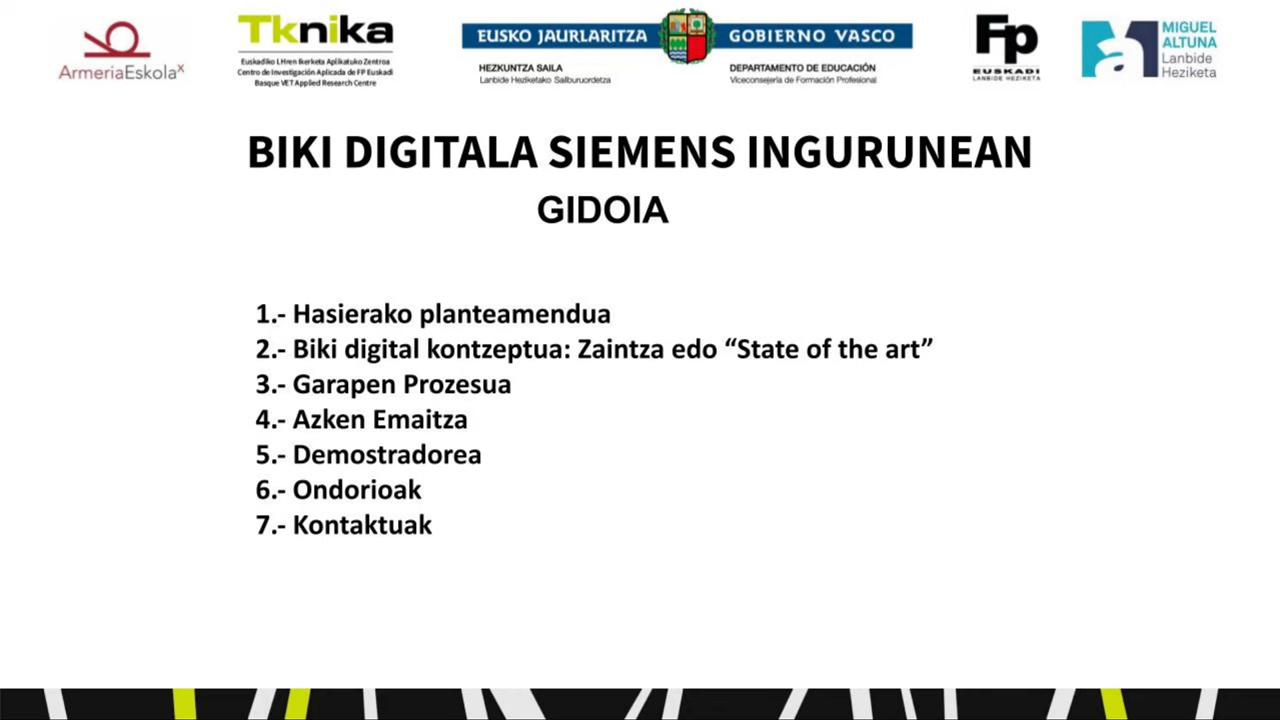 ArmeriaEskola x
Tknika
Euskadiko LHren Ikerketa Aplikatuko Zentroa
Centro de Investigación Aplicada de FP Euskadi
Basque VET Applied Research Centre
EUSKO JAURLARITZA GOBIERNO VASCO
HEZKUNTZA SAILA
Lanbide Heziketako Sailburuordetza
DEPARTAMENTO DE EDUCACIÓN
Viceconsejería de Formación Profesional
Fp
EUSKADI
LANBIDE HEZIKETA
a
MIGUEL
ALTUNA
Lanbide
Heziketa
BIKI DIGITALA SIEMENS INGURUNEAN
GIDOIA
1.- Hasierako planteamendua
2.- Biki digital kontzeptua: Zaintza edo “State of the art”
3.- Garapen Prozesua
4.- Azken Emaitza
5.- Demostradorea
6.- Ondorioak
7.- Kontaktuak